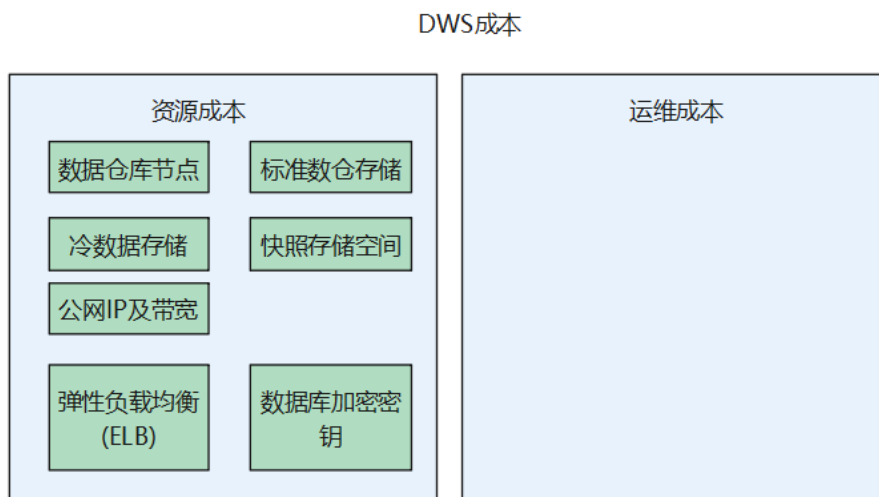 DWS成本
资源成本
数据仓库节点
标准数仓存储
冷数据存储
快照存储空间
公网IP及带宽
弹性负载均衡
(ELB)
数据库加密密
钥
运维成本